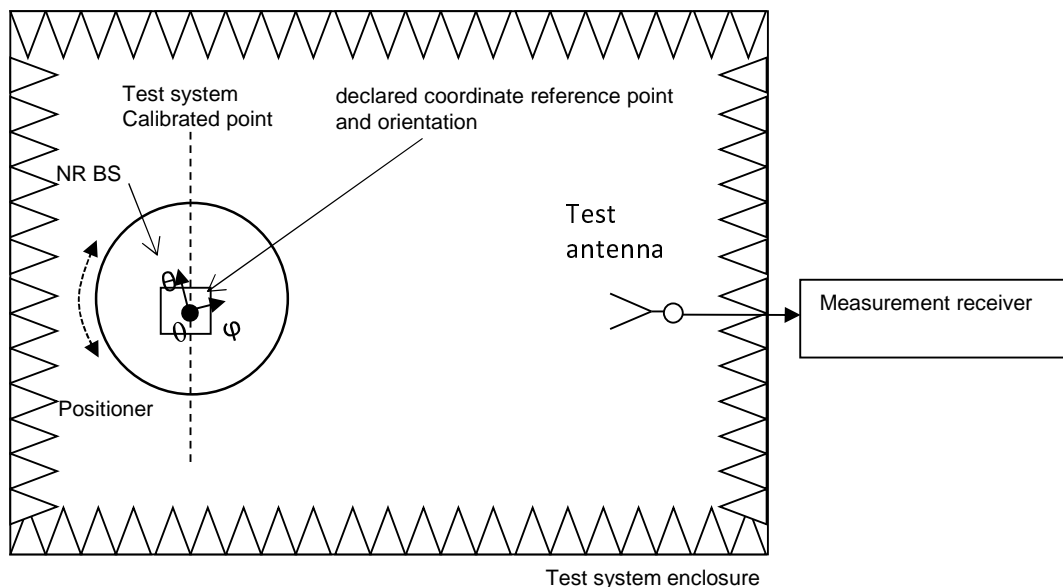 Test system
Calibrated point
declared coordinate reference point
and orientation
NR BS
Test
antenna
Measurement receiver
θ
0
φ
Positioner
Test system enclosure